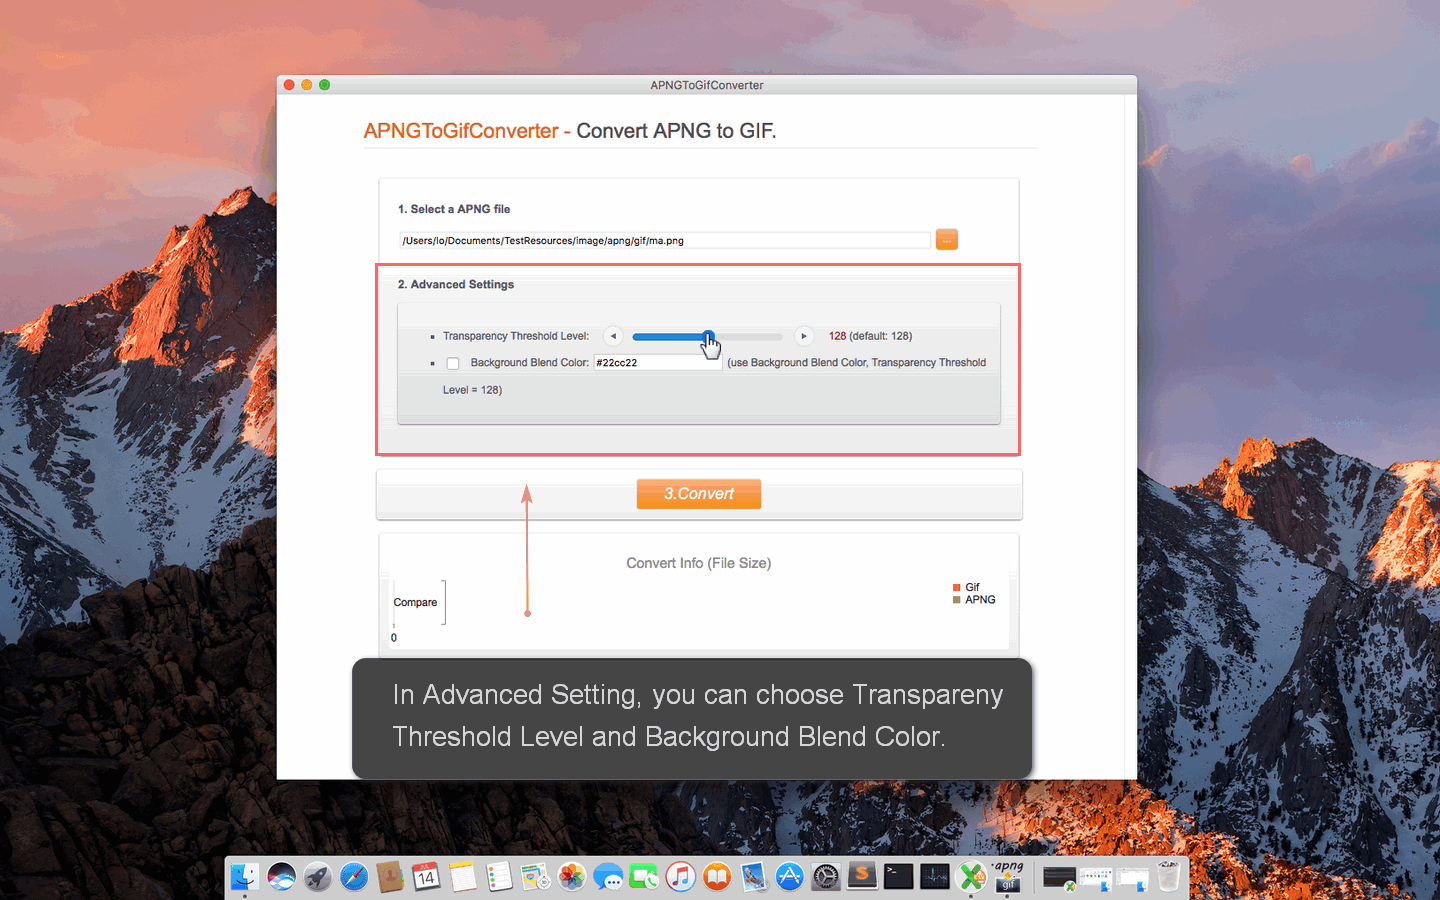 APNGToGifConverter
APNGToGifConverter - Convert APNG to GIF.
1. Select a APNG file
/Users/lo/Documents/TestResources/image/apng/gif/ma.png
...
2. Advanced Settings
Transparency Threshold Level: 128 (default: 128)
Background Blend Color: #22cc22 (use Background Blend Color, Transparency Threshold
Level = 128)
3.Convert
Convert Info (File Size)
Gif
APNG
Compare
0
In Advanced Setting, you can choose Transpareny
Threshold Level and Background Blend Color.
JUL
14
S
apng
gif